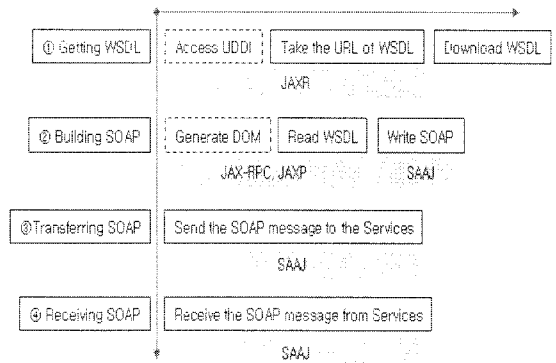 ① Getting WSDL Access UDDI Take the URL of WSDL Download WSDL
JAXR
② Building SOAP Generate DOM Read WSDL Write SOAP
JAX-RPC, JAXP SAAJ
③Transferring SOAP Send the SOAP message to the Services
SAAJ
④ Receiving SOAP Receive the SOAP message from Services
SAAJ